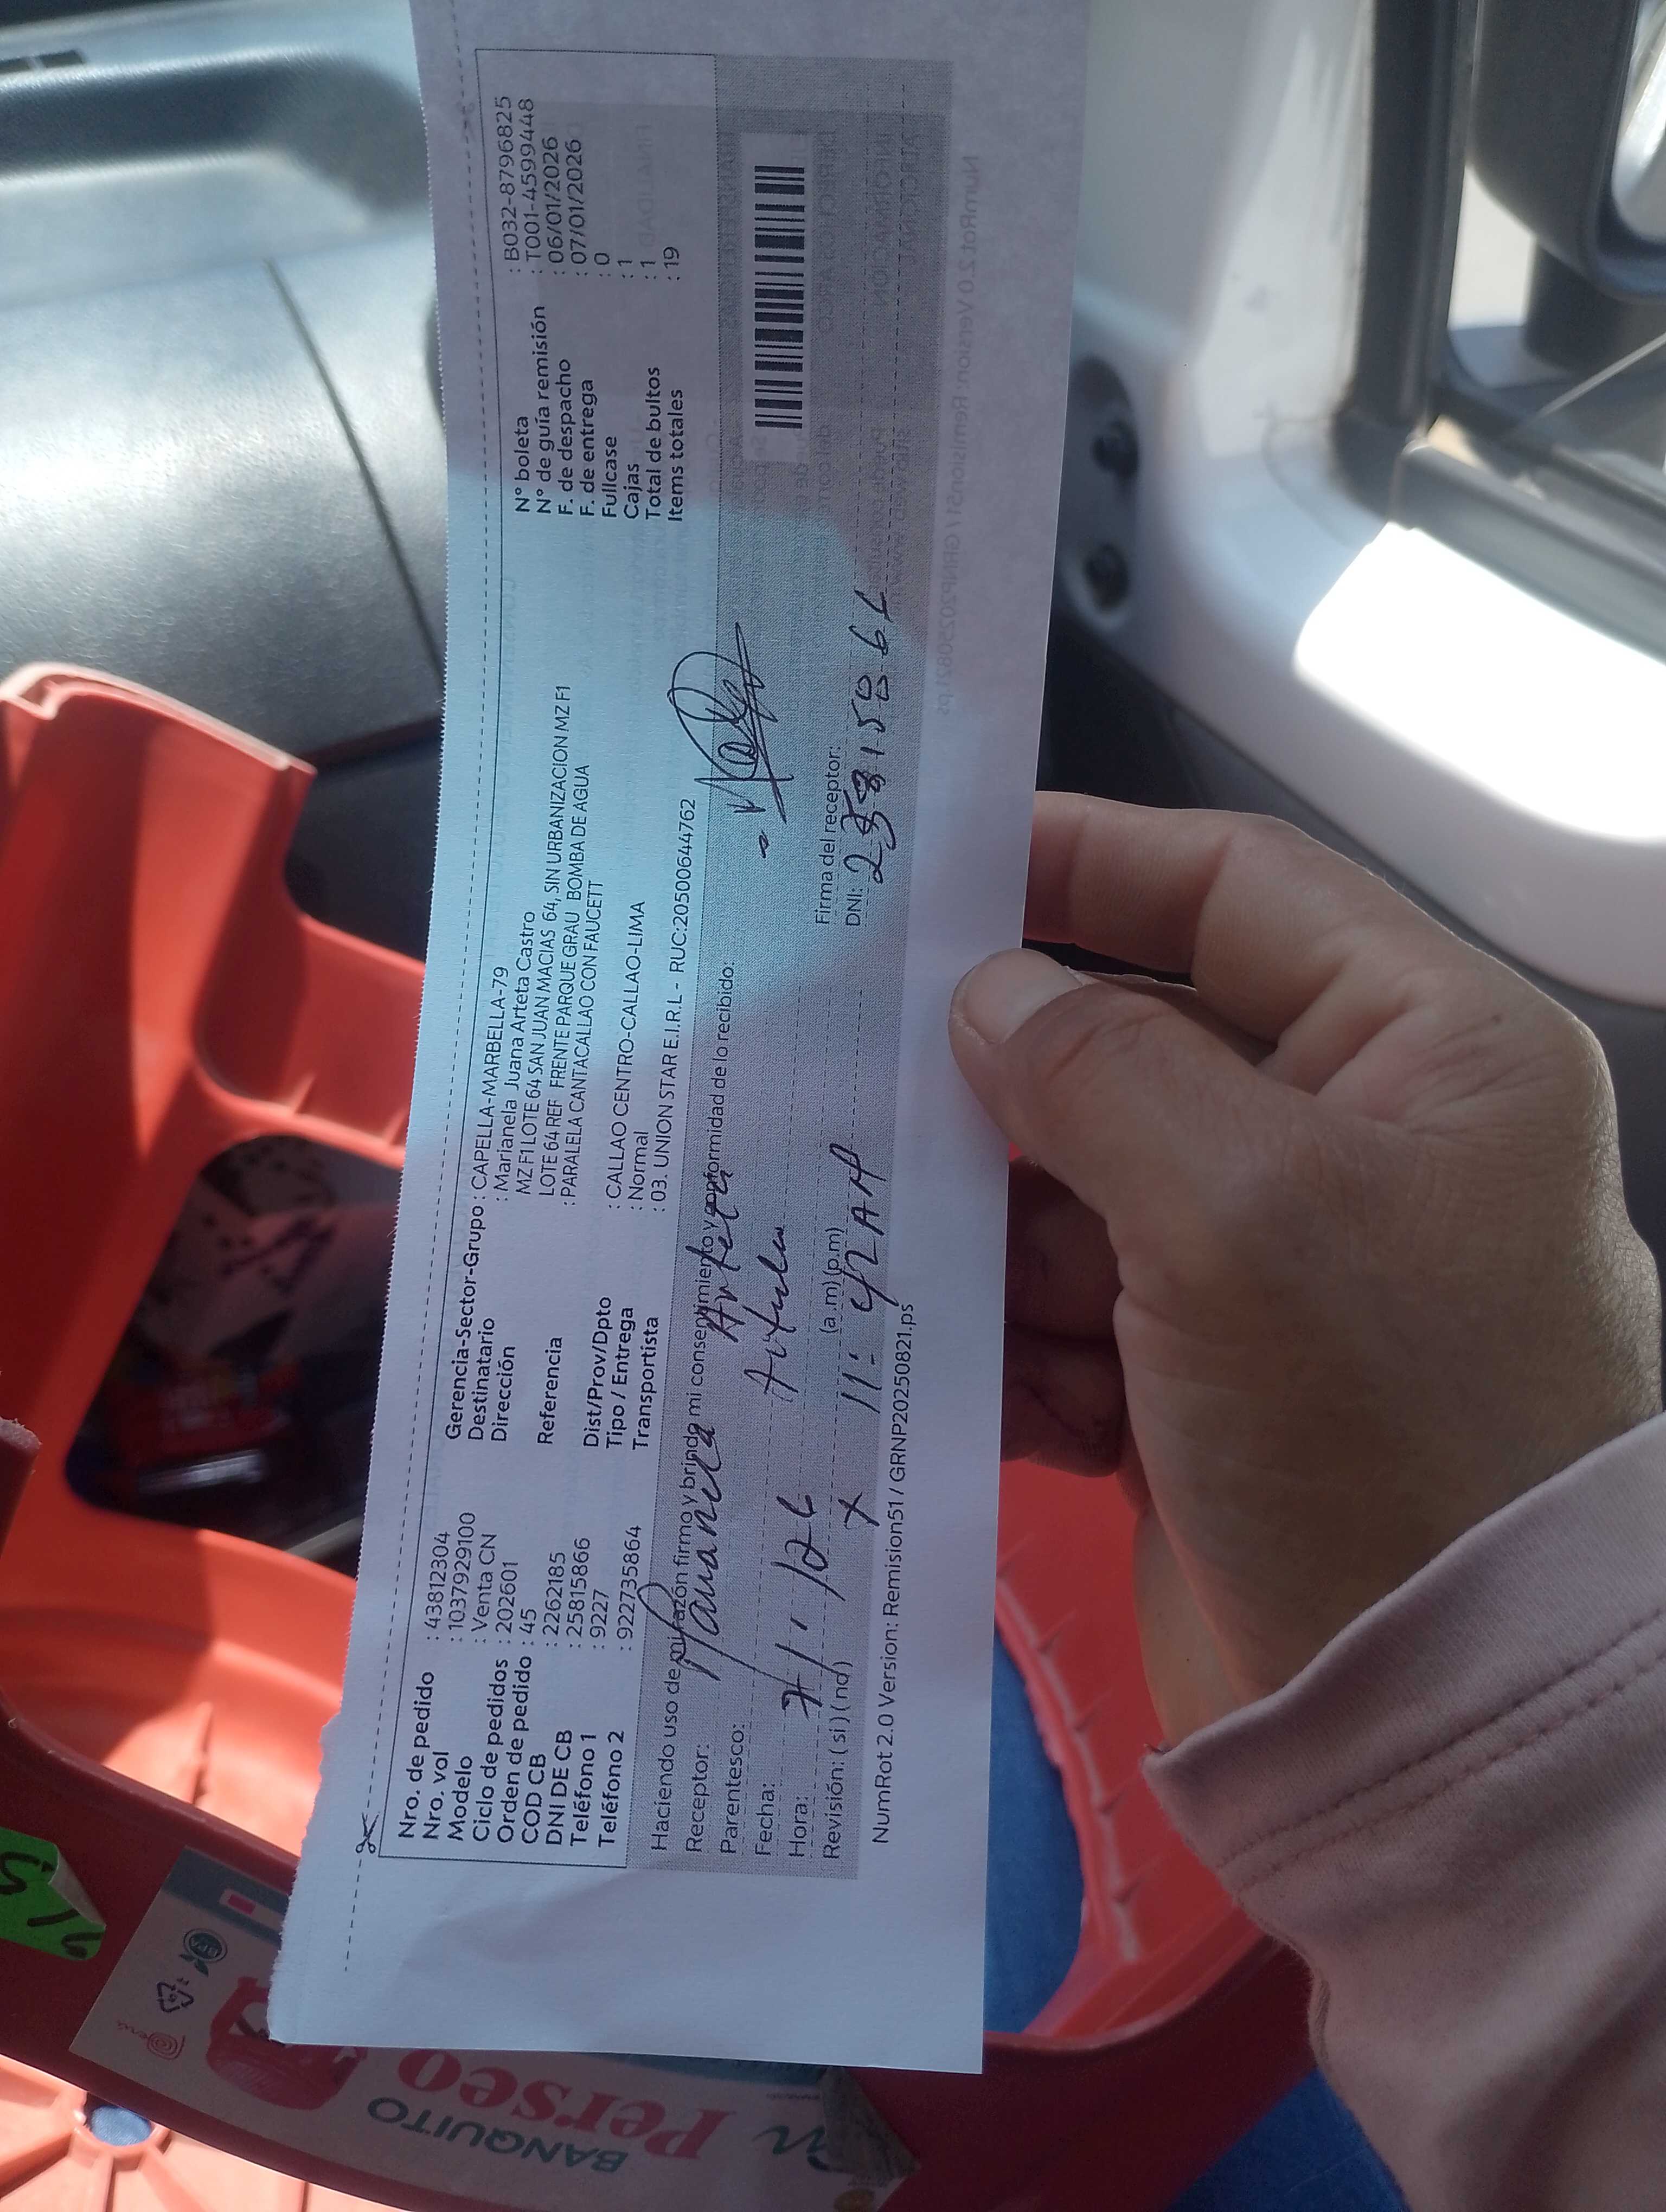 Nro. de pedido : 43812304
Nro. vol : 1037929100
Modelo : Venta CN
Ciclo de pedidos : 202601
Orden de pedido : 45
COD CB : 2262185
DNI DE CB : 25815866
Teléfono 1 : 9227
Teléfono 2 : 922735864
Gerencia-Sector-Grupo : CAPELLA-MARBELLA-79
Destinatario : Marianela Juana Arteta Castro
Dirección MZ F1 LOTE 64 SAN JUAN MACIAS 64, SIN URBANIZACION MZ F1
LOTE 64 REF FRENTE PARQUE GRAU BOMBA DE AGUA
Referencia : PARALELA CANTACALLAO CON FAUCETT
Dist/Prov/Dpto : CALLAO CENTRO-CALLAO-LIMA
Tipo / Entrega : Normal
Transportista : 03. UNION STAR E.I.R.L - RUC:20500644762
N° boleta : B032-8796825
N° de guía remisión : T001-4599448
F. de despacho : 06/01/2026
F. de entrega : 07/01/2026
Fullcase : 0
Cajas : 1
Total de bultos : 1
Items totales : 19
Haciendo uso de mi razón firmo y brindo mi consentimiento y conformidad de lo recibido:
Receptor: Arteta
Parentesco:
Fecha: 7/1/26
Hora: 11:42 AM (a.m) (p.m)
Revisión: ( si ) ( no )
Firma del receptor:
DNI:
NumRot 2.0 Version: Remision51 / GRNP20250821.ps
BANQUITO
Perseo
Perú